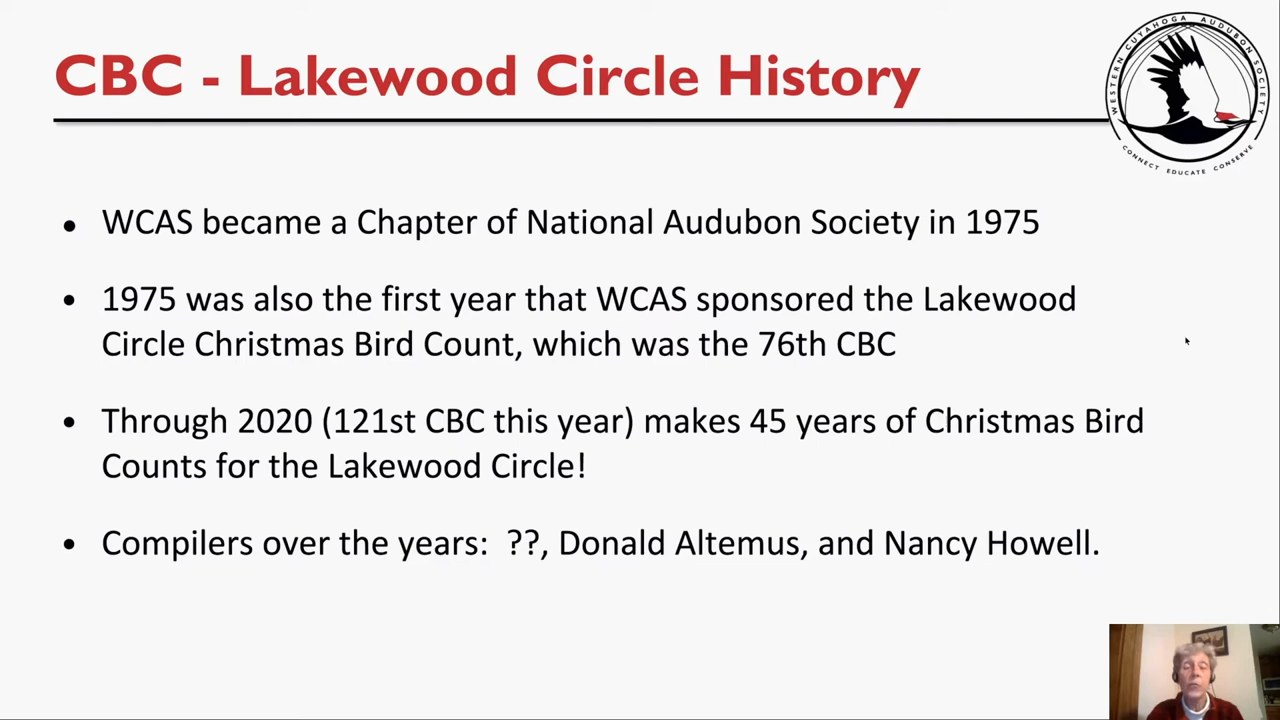 CBC - Lakewood Circle History
WESTERN CUYAHOGA AUDUBON SOCIETY
CONNECT EDUCATE CONSERVE
• WCAS became a Chapter of National Audubon Society in 1975
• 1975 was also the first year that WCAS sponsored the Lakewood
Circle Christmas Bird Count, which was the 76th CBC
• Through 2020 (121st CBC this year) makes 45 years of Christmas Bird
Counts for the Lakewood Circle!
• Compilers over the years: ??, Donald Altemus, and Nancy Howell.